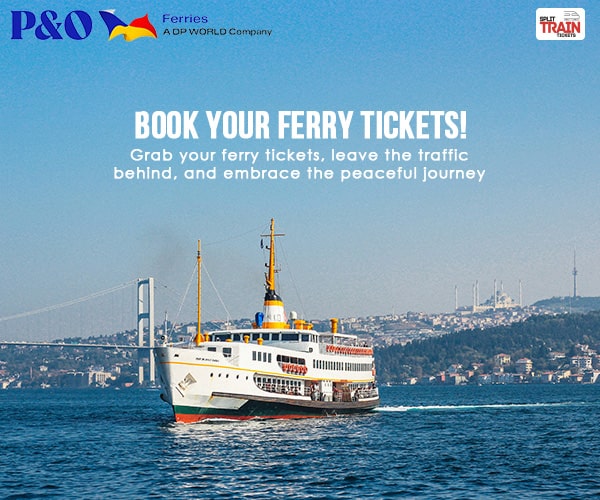 P&O Ferries
A DP WORLD Company
SPLIT
TRAIN
TICKETS
BOOK YOUR FERRY TICKETS!
Grab your ferry tickets, leave the traffic
behind, and embrace the peaceful journey